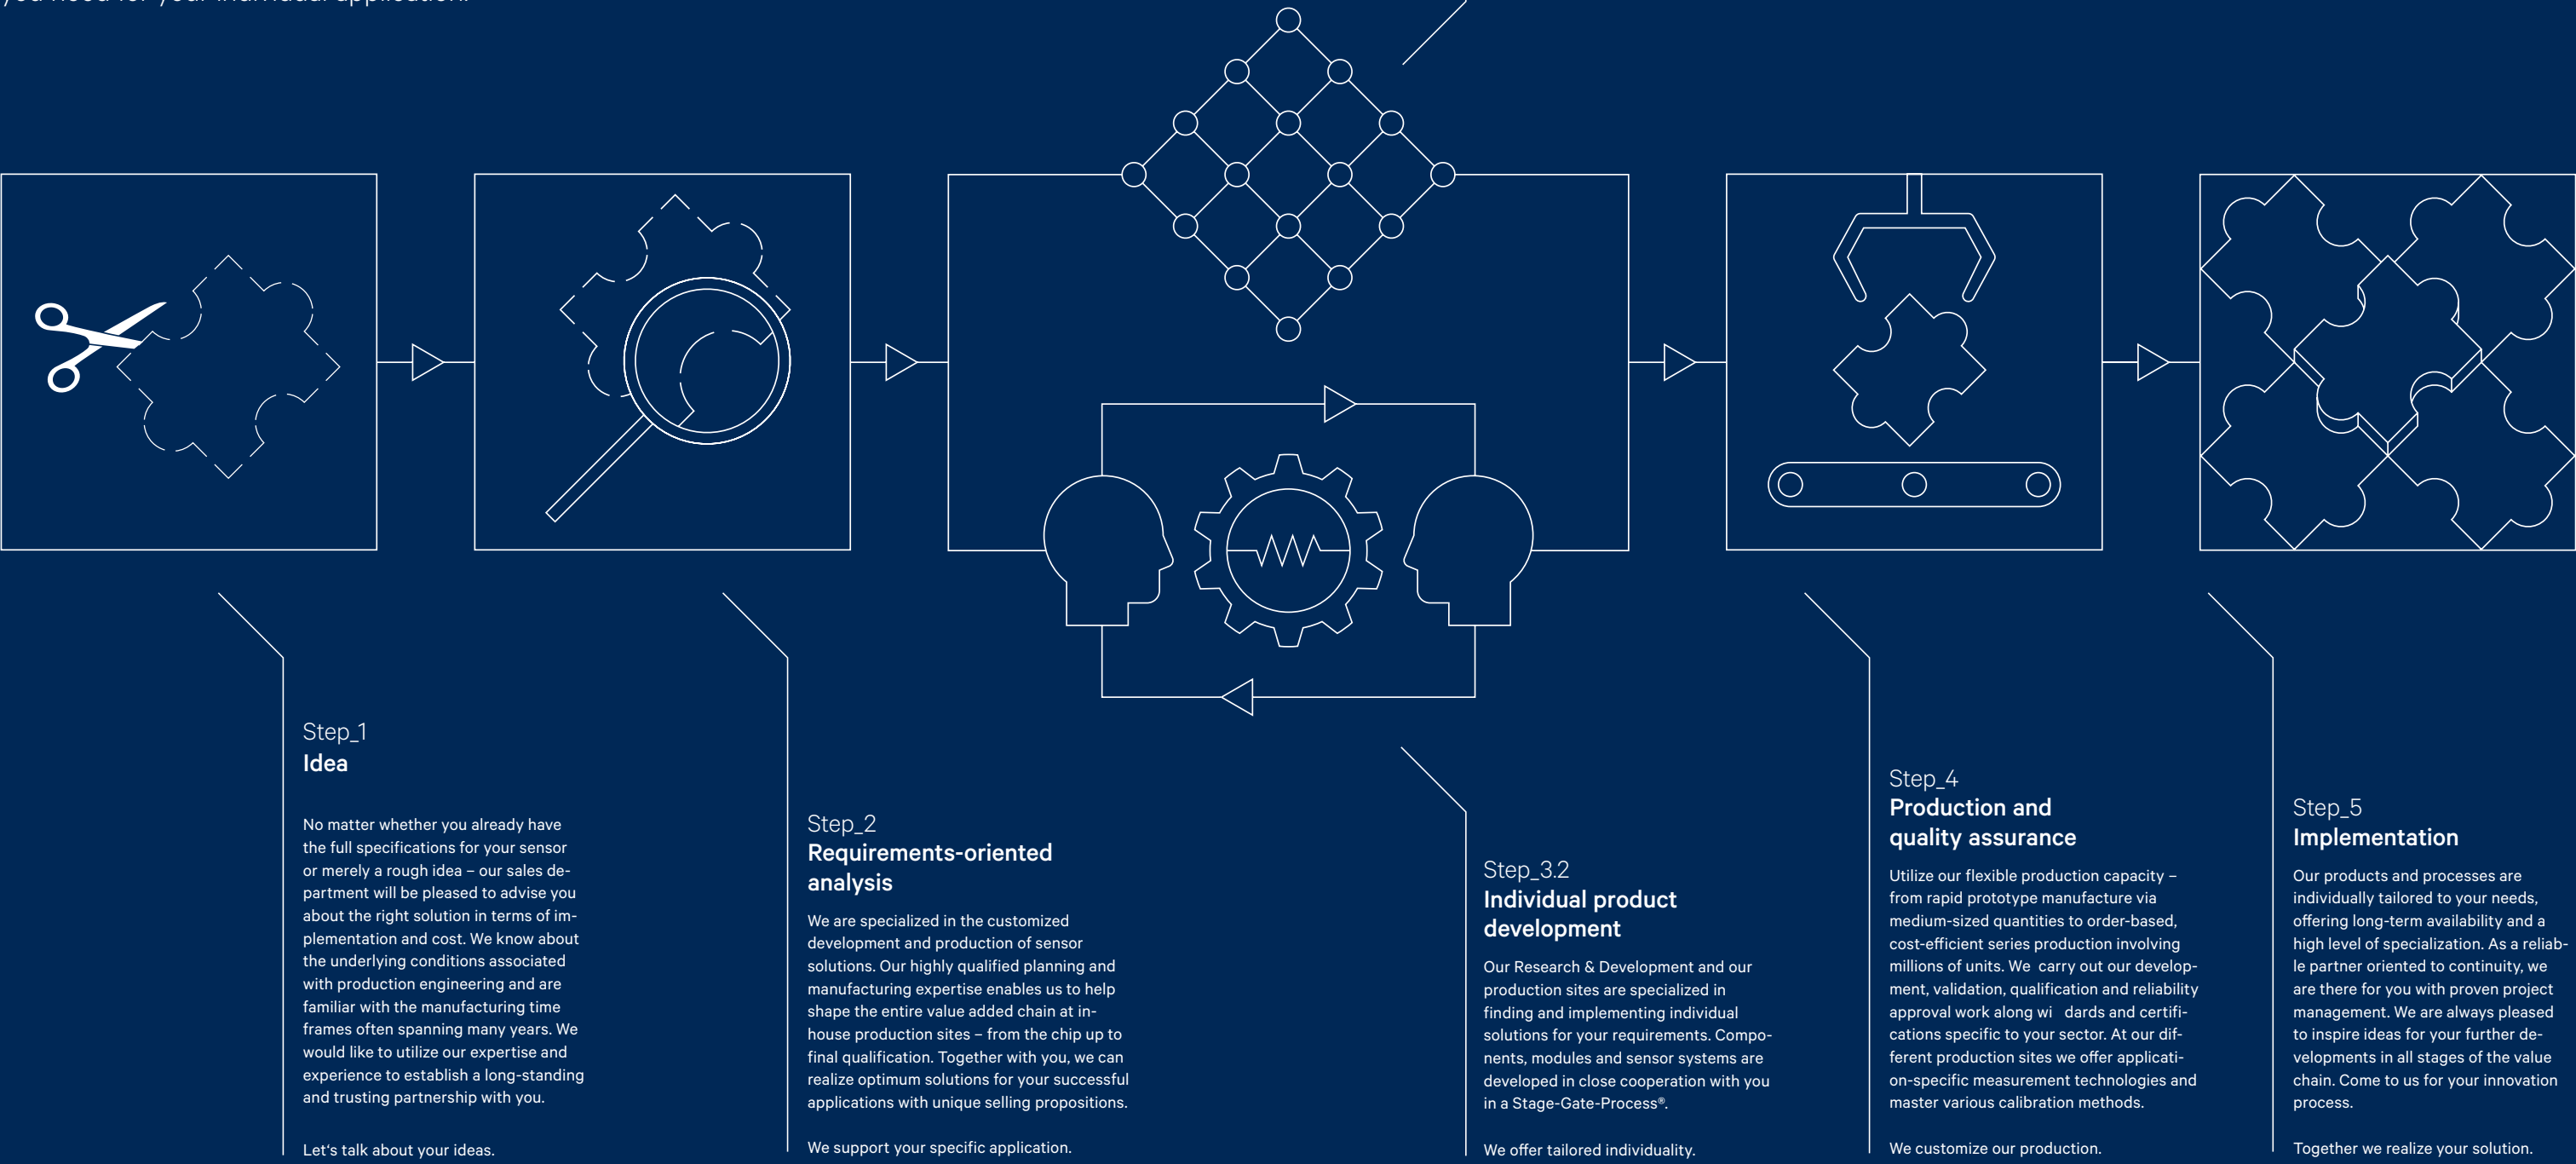 you need for your individual application.
Step_1
Idea
No matter whether you already have
the full specifications for your sensor
or merely a rough idea – our sales de-
partment will be pleased to advise you
about the right solution in terms of im-
plementation and cost. We know about
the underlying conditions associated
with production engineering and are
familiar with the manufacturing time
frames often spanning many years. We
would like to utilize our expertise and
experience to establish a long-standing
and trusting partnership with you.
Let‘s talk about your ideas.
Step_2
Requirements-oriented
analysis
We are specialized in the customized
development and production of sensor
solutions. Our highly qualified planning and
manufacturing expertise enables us to help
shape the entire value added chain at in-
house production sites – from the chip up to
final qualification. Together with you, we can
realize optimum solutions for your successful
applications with unique selling propositions.
We support your specific application.
Step_3.2
Individual product
development
Our Research & Development and our
production sites are specialized in
finding and implementing individual
solutions for your requirements. Compo-
nents, modules and sensor systems are
developed in close cooperation with you
in a Stage-Gate-Process®.
We offer tailored individuality.
Step_4
Production and
quality assurance
Utilize our flexible production capacity –
from rapid prototype manufacture via
medium-sized quantities to order-based,
cost-efficient series production involving
millions of units. We carry out our develop-
ment, validation, qualification and reliability
approval work along wi dards and certifi-
cations specific to your sector. At our dif-
ferent production sites we offer applicati-
on-specific measurement technologies and
master various calibration methods.
We customize our production.
Step_5
Implementation
Our products and processes are
individually tailored to your needs,
offering long-term availability and a
high level of specialization. As a reliab-
le partner oriented to continuity, we
are there for you with proven project
management. We are always pleased
to inspire ideas for your further de-
velopments in all stages of the value
chain. Come to us for your innovation
process.
Together we realize your solution.